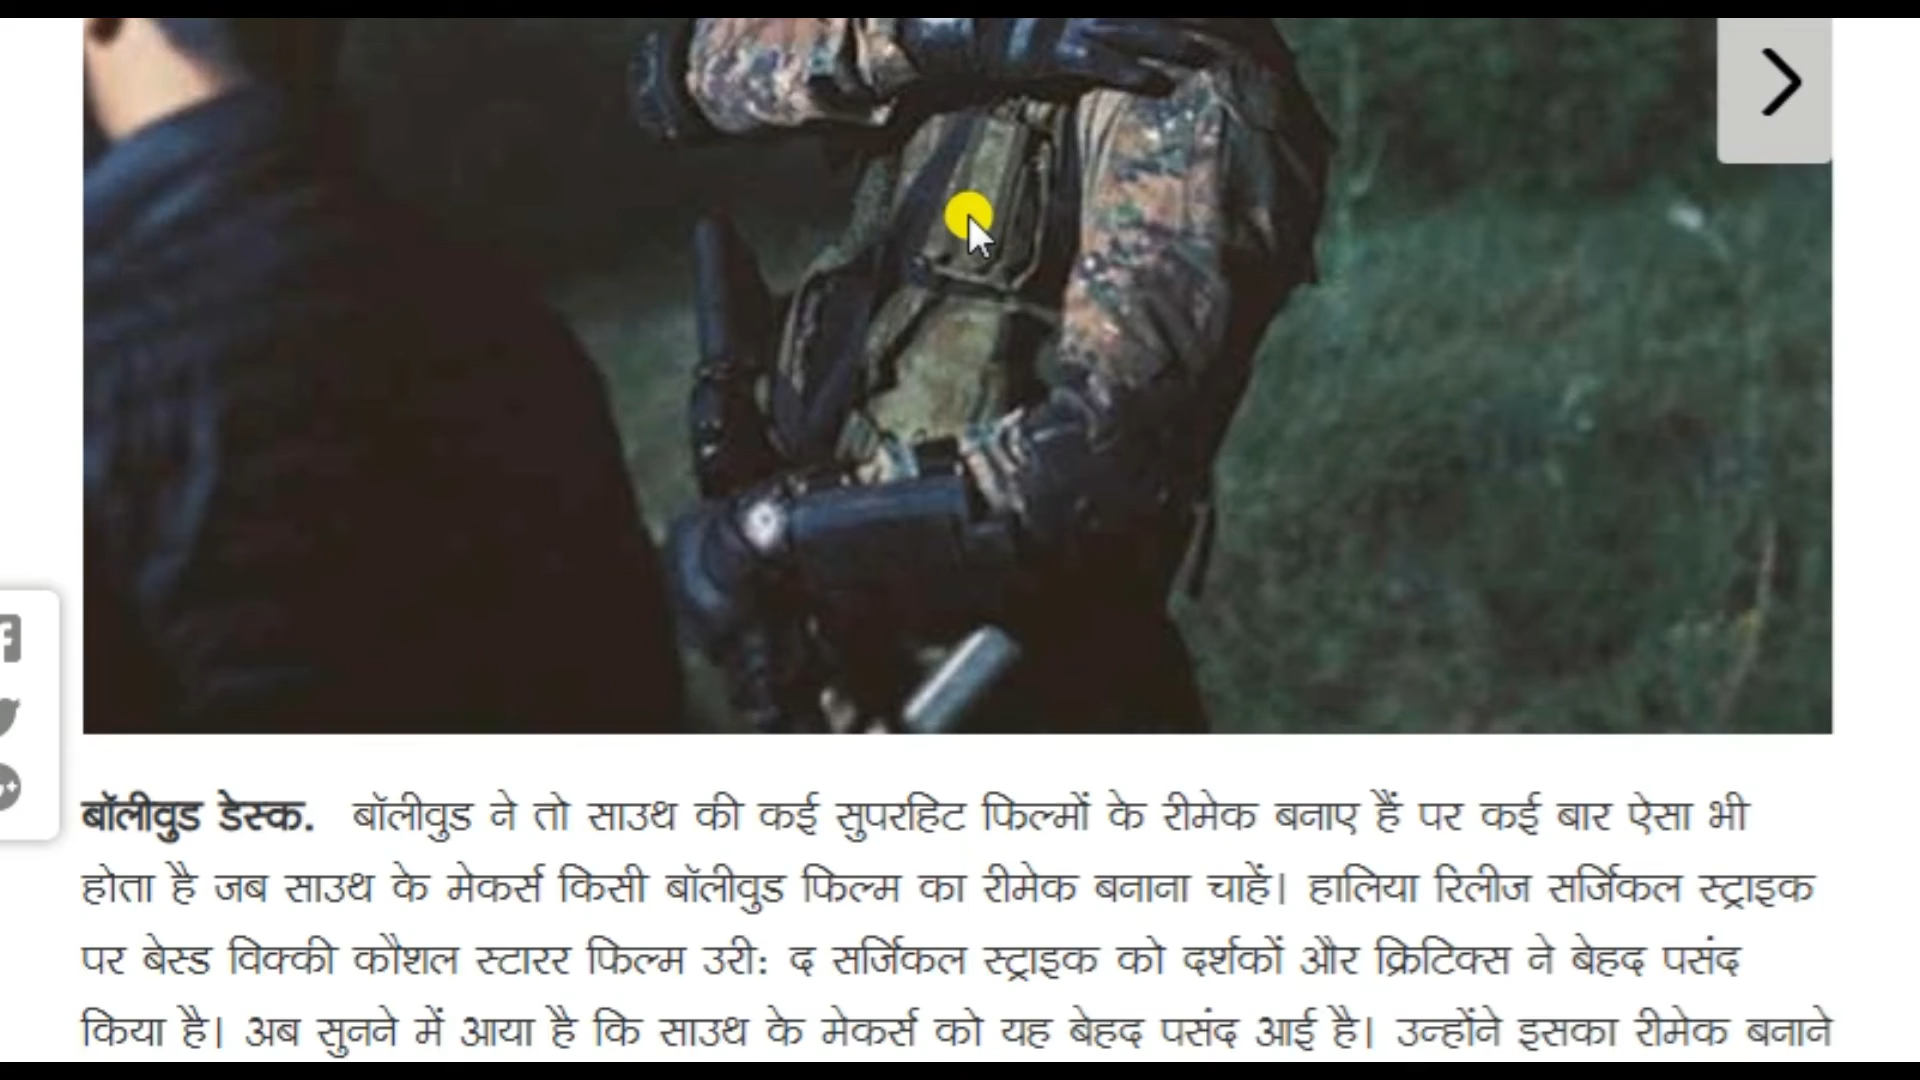 बॉलीवुड डेस्क. बॉलीवुड ने तो साउथ की कई सुपरहिट फिल्मों के रीमेक बनाए हैं पर कई बार ऐसा भी
होता है जब साउथ के मेकर्स किसी बॉलीवुड फिल्म का रीमेक बनाना चाहें। हालिया रिलीज सर्जिकल स्ट्राइक
पर बेस्ड विक्की कौशल स्टारर फिल्म उरी: द सर्जिकल स्ट्राइक को दर्शकों और क्रिटिक्स ने बेहद पसंद
किया है। अब सुनने में आया है कि साउथ के मेकर्स को यह बेहद पसंद आई है। उन्होंने इसका रीमेक बनाने